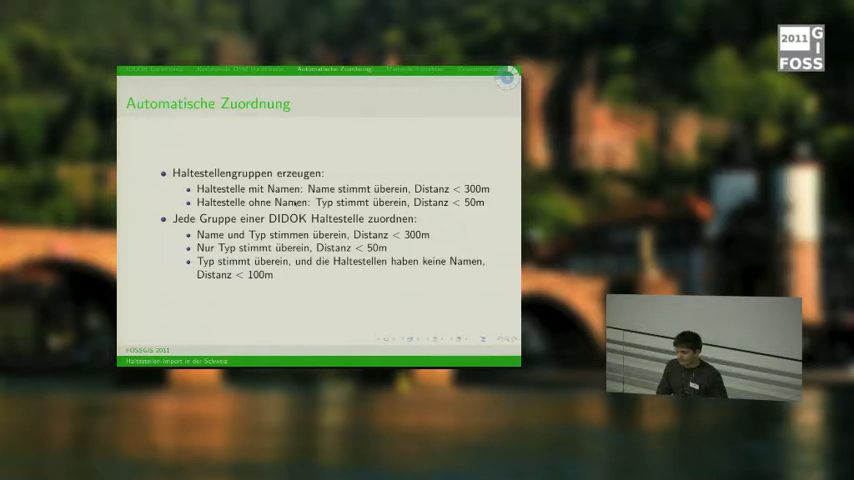 2011 G
I
FOSS
Automatische Zuordnung
Automatische Zuordnung
Haltestellengruppen erzeugen:
Haltestelle mit Namen: Name stimmt überein, Distanz < 300m
Haltestelle ohne Namen: Typ stimmt überein, Distanz < 50m
Jede Gruppe einer DIDOK Haltestelle zuordnen:
Name und Typ stimmen überein, Distanz < 300m
Nur Typ stimmt überein, Distanz < 50m
Typ stimmt überein, und die Haltestellen haben keine Namen,
Distanz < 100m
FOSSGIS 2011
Haltestellen-Import in der Schweiz